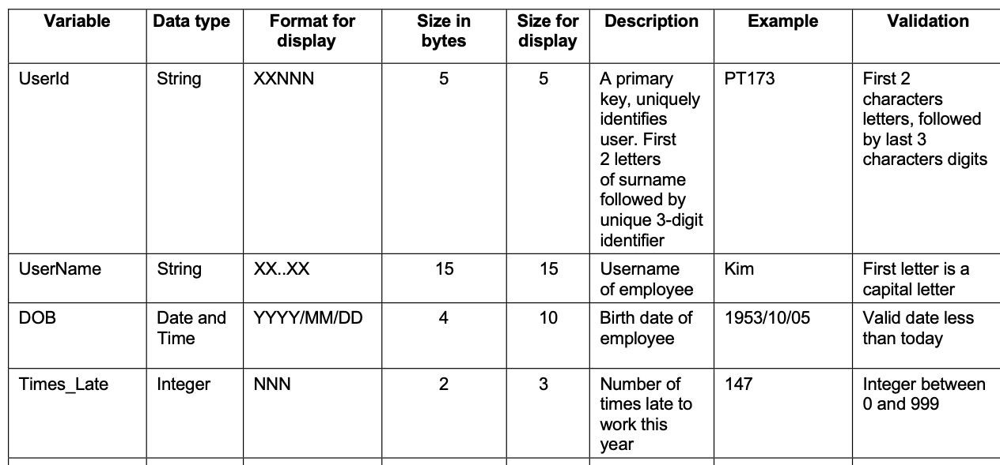 Variable Data type Format for display Size in bytes Size for display Description Example Validation
UserId String XXNNN 5 5 A primary key, uniquely identifies user. First 2 letters of surname followed by unique 3-digit identifier PT173 First 2 characters letters, followed by last 3 characters digits
UserName String XX..XX 15 15 Username of employee Kim First letter is a capital letter
DOB Date and Time YYYY/MM/DD 4 10 Birth date of employee 1953/10/05 Valid date less than today
Times_Late Integer NNN 2 3 Number of times late to work this year 147 Integer between 0 and 999